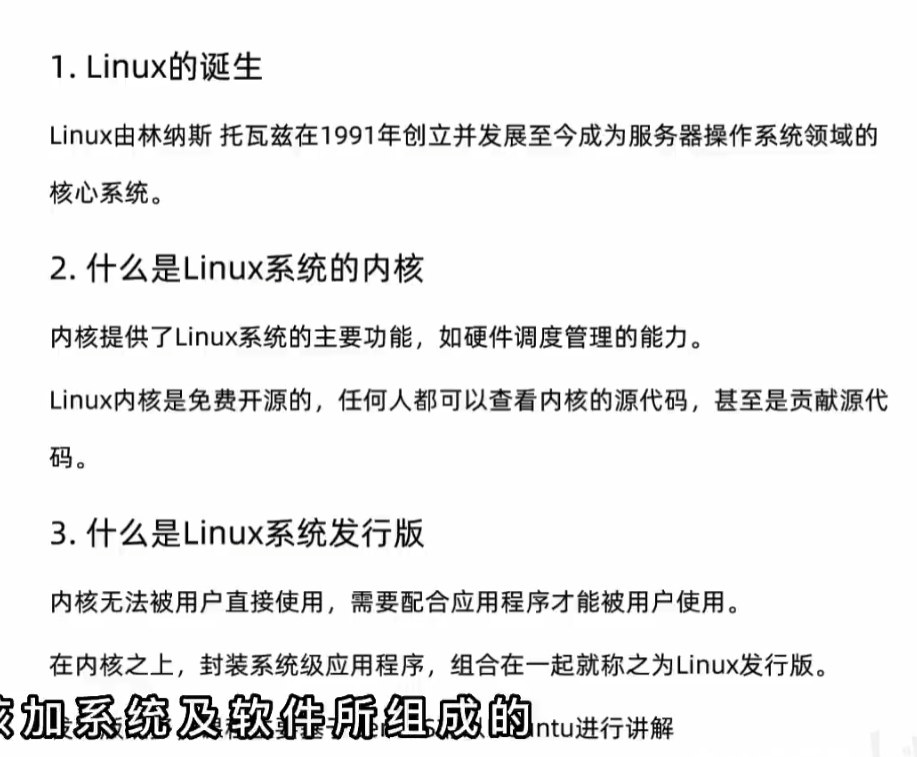 1. Linux的诞生
Linux由林纳斯 托瓦兹在1991年创立并发展至今成为服务器操作系统领域的
核心系统。
2. 什么是Linux系统的内核
内核提供了Linux系统的主要功能，如硬件调度管理的能力。
Linux内核是免费开源的，任何人都可以查看内核的源代码，甚至是贡献源代
码。
3. 什么是Linux系统发行版
内核无法被用户直接使用，需要配合应用程序才能被用户使用。
在内核之上，封装系统级应用程序，组合在一起就称之为Linux发行版。
核加系统及软件所组成的
进行讲解